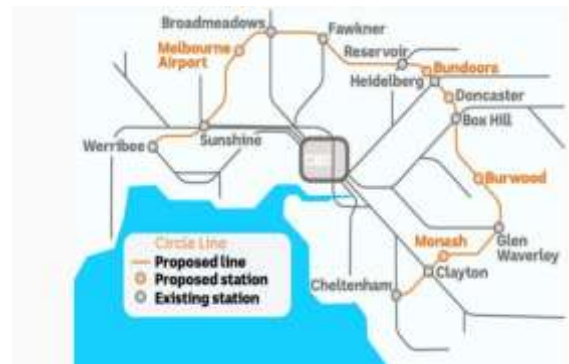 Broadmeadows
Fawkner
Melbourne
Airport
Reservoir
Bundoora
Heidelberg
Doncaster
Box Hill
Sunshine
Werribee
Burwood
Circle Line
Proposed line
Proposed station
Existing station
Monash
Glen
Waverley
Clayton
Cheltenham